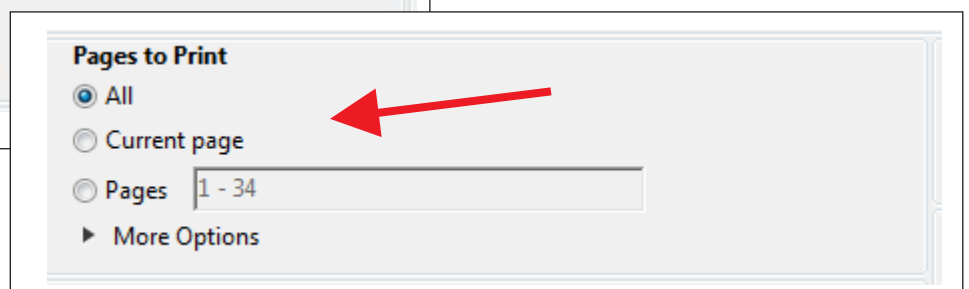 Pages to Print
All
Current page
Pages 1 - 34
More Options